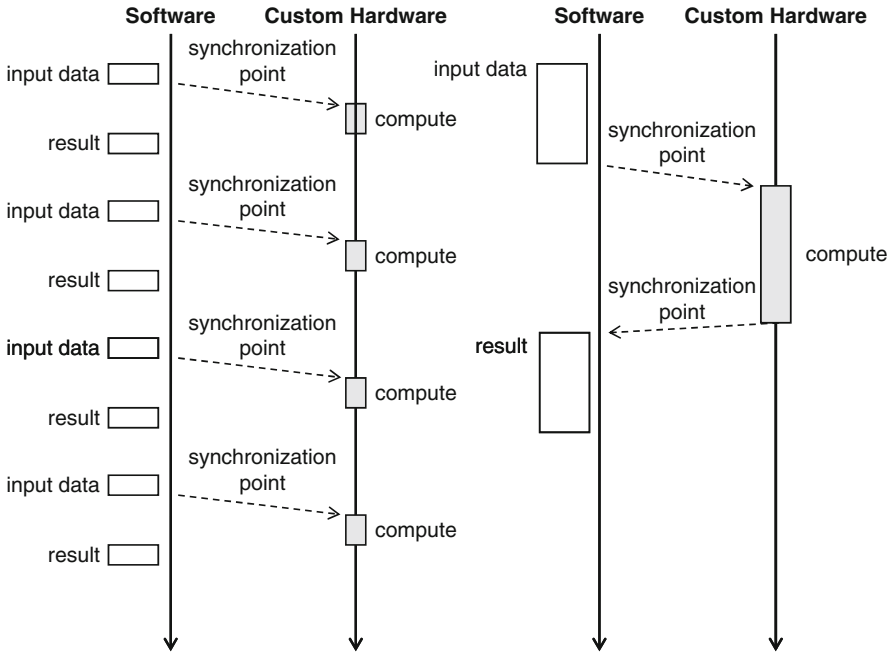 Software Custom Hardware
synchronization
point
input data
compute
result
synchronization
point
input data
compute
result
synchronization
point
input data
compute
result
synchronization
point
input data
compute
result
Software Custom Hardware
input data
synchronization
point
compute
synchronization
point
result